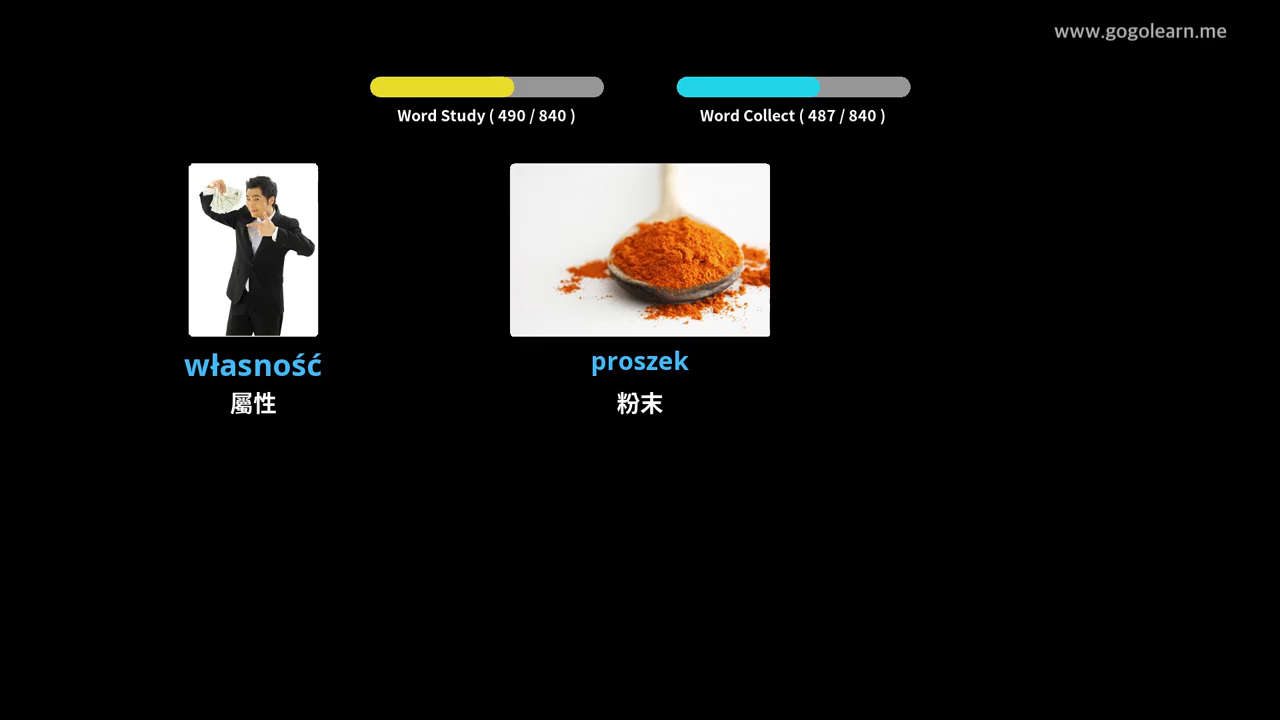 www.gogolearn.me
Word Study ( 490 / 840 )
Word Collect ( 487 / 840 )
własność
屬性
proszek
粉末